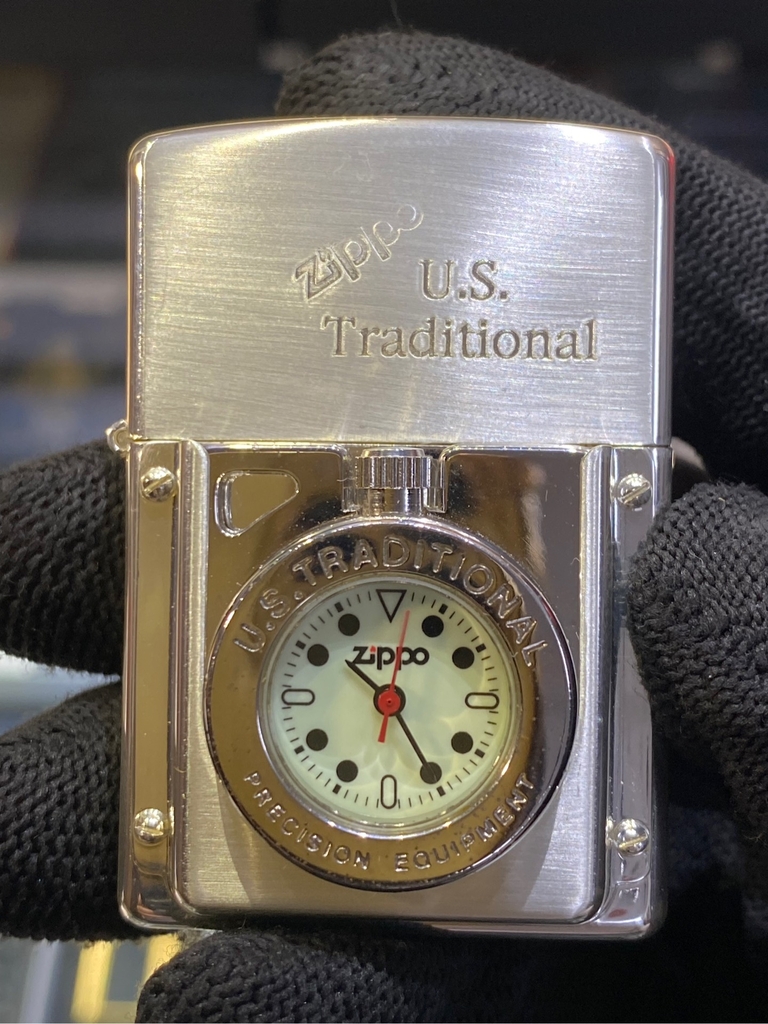 Zippo
U.S.
Traditional
U.S. TRADITIONAL
Zippo
PRECISION EQUIPMENT